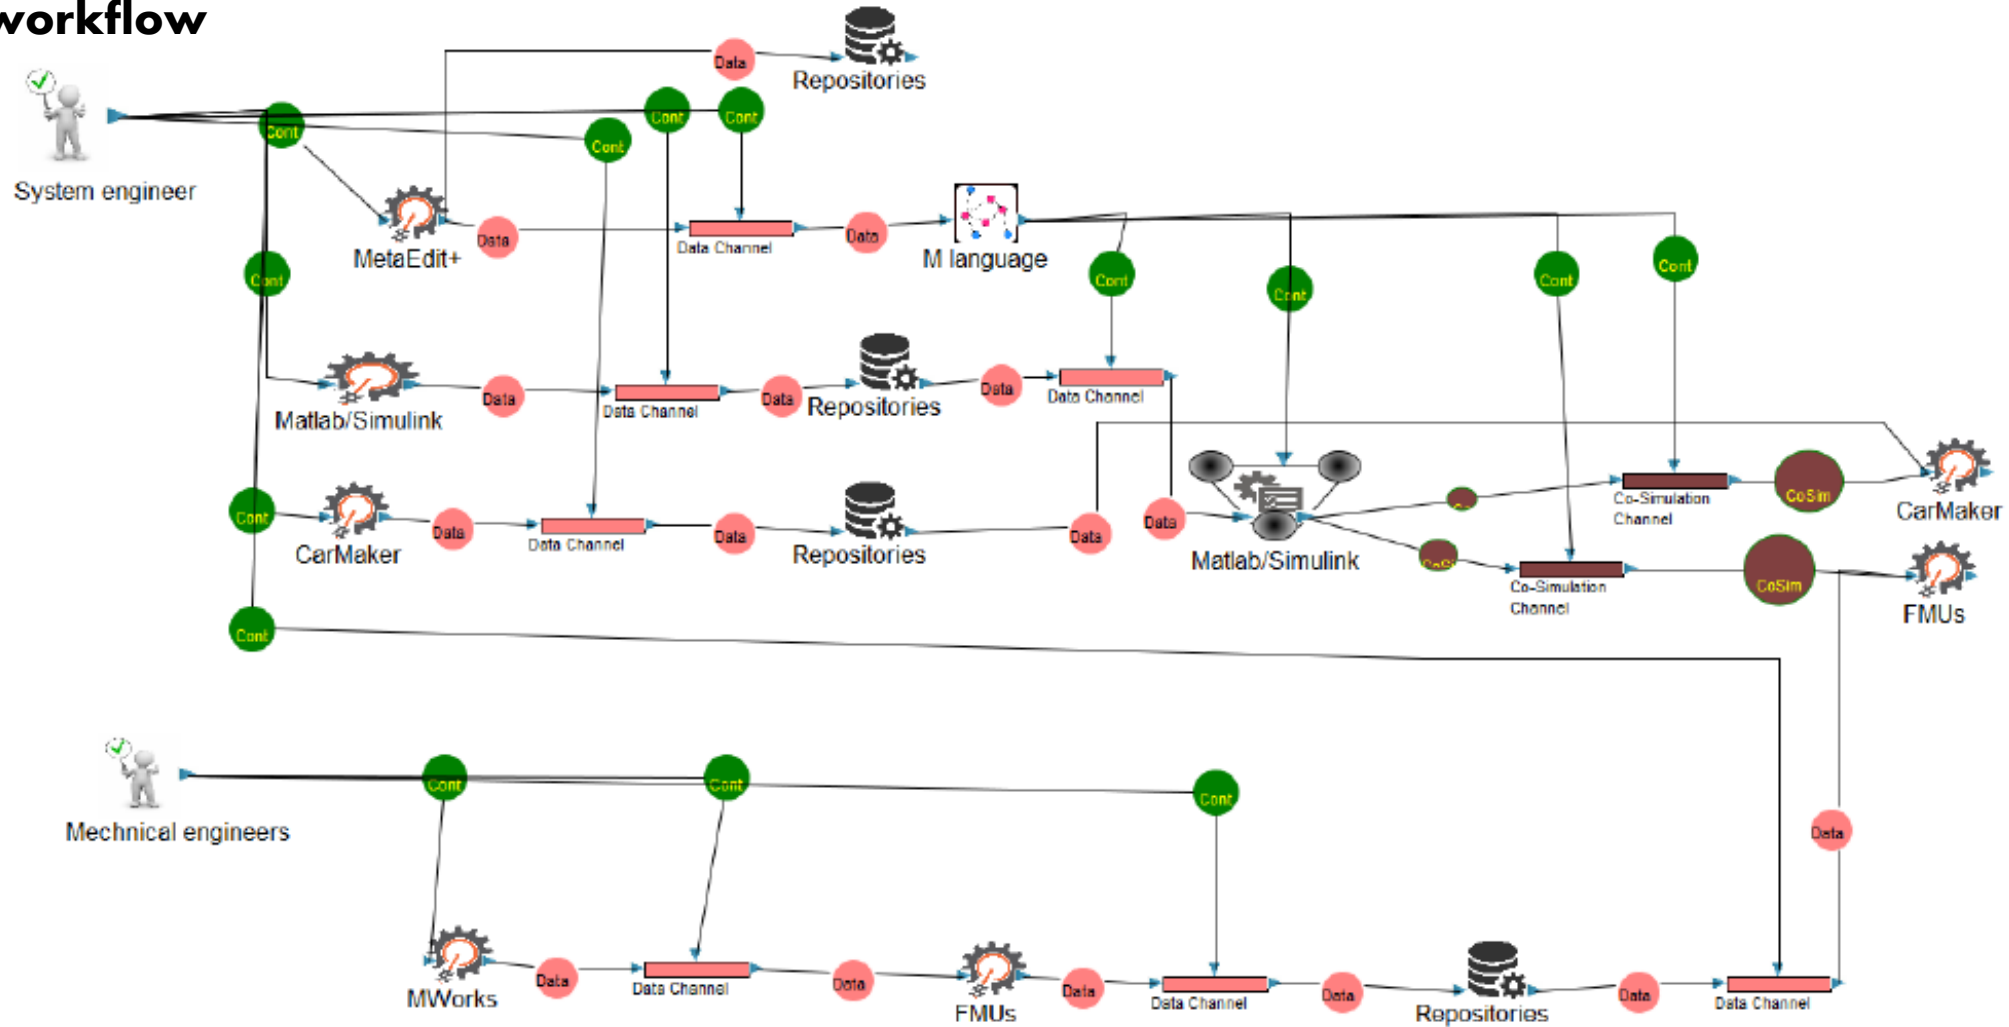 workflow
Data
Repositories
Cont
Cont
Cont
Cont
System engineer
MetaEdit+
Data
Data Channel
Data
M language
Cont
Cont
Cont
Cont
Cont
Matlab/Simulink
Data
Data Channel
Data
Repositories
Data
Data Channel
Cont
CarMaker
Data
Data Channel
Data
Repositories
Data
Data
Matlab/Simulink
Co-Simulation
Channel
CoSim
CarMaker
Co-Simulation
Channel
CoSim
FMUs
Cont
Mechnical engineers
Cont
Cont
Cont
Data
MWorks
Data
Data Channel
Data
FMUs
Data
Data Channel
Data
Repositories
Data
Data Channel